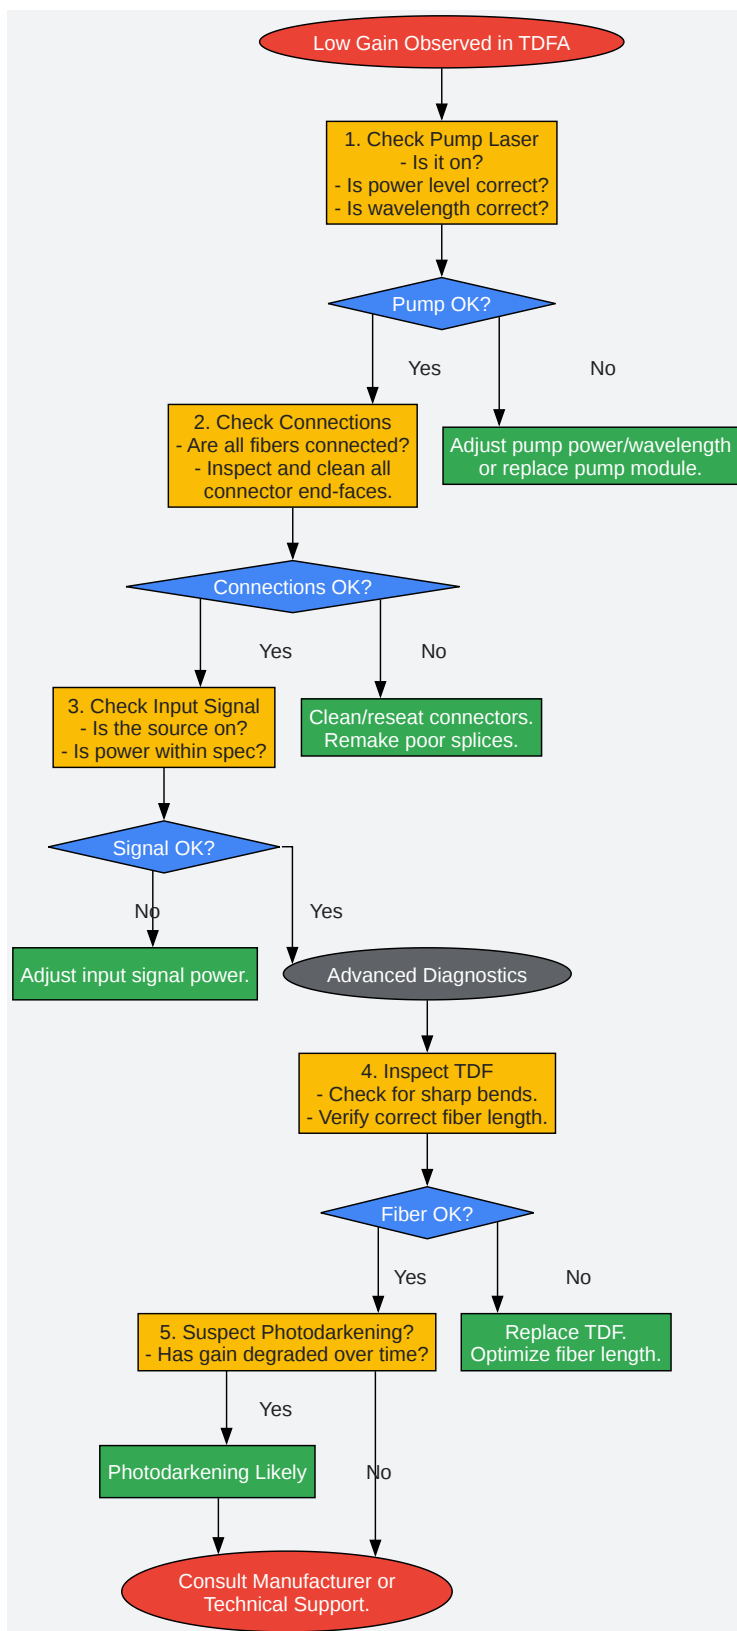 Low Gain Observed in TDFA
1. Check Pump Laser
- Is it on?
- Is power level correct?
- Is wavelength correct?
Pump OK?
Yes
No
2. Check Connections
- Are all fibers connected?
- Inspect and clean all
connector end-faces.
Adjust pump power/wavelength
or replace pump module.
Connections OK?
Yes
No
3. Check Input Signal
- Is the source on?
- Is power within spec?
Clean/reseat connectors.
Remake poor splices.
Signal OK?
No
Yes
Adjust input signal power.
Advanced Diagnostics
4. Inspect TDF
- Check for sharp bends.
- Verify correct fiber length.
Fiber OK?
Yes
No
5. Suspect Photodarkening?
- Has gain degraded over time?
Replace TDF.
Optimize fiber length.
Yes
Photodarkening Likely
No
Consult Manufacturer or
Technical Support.